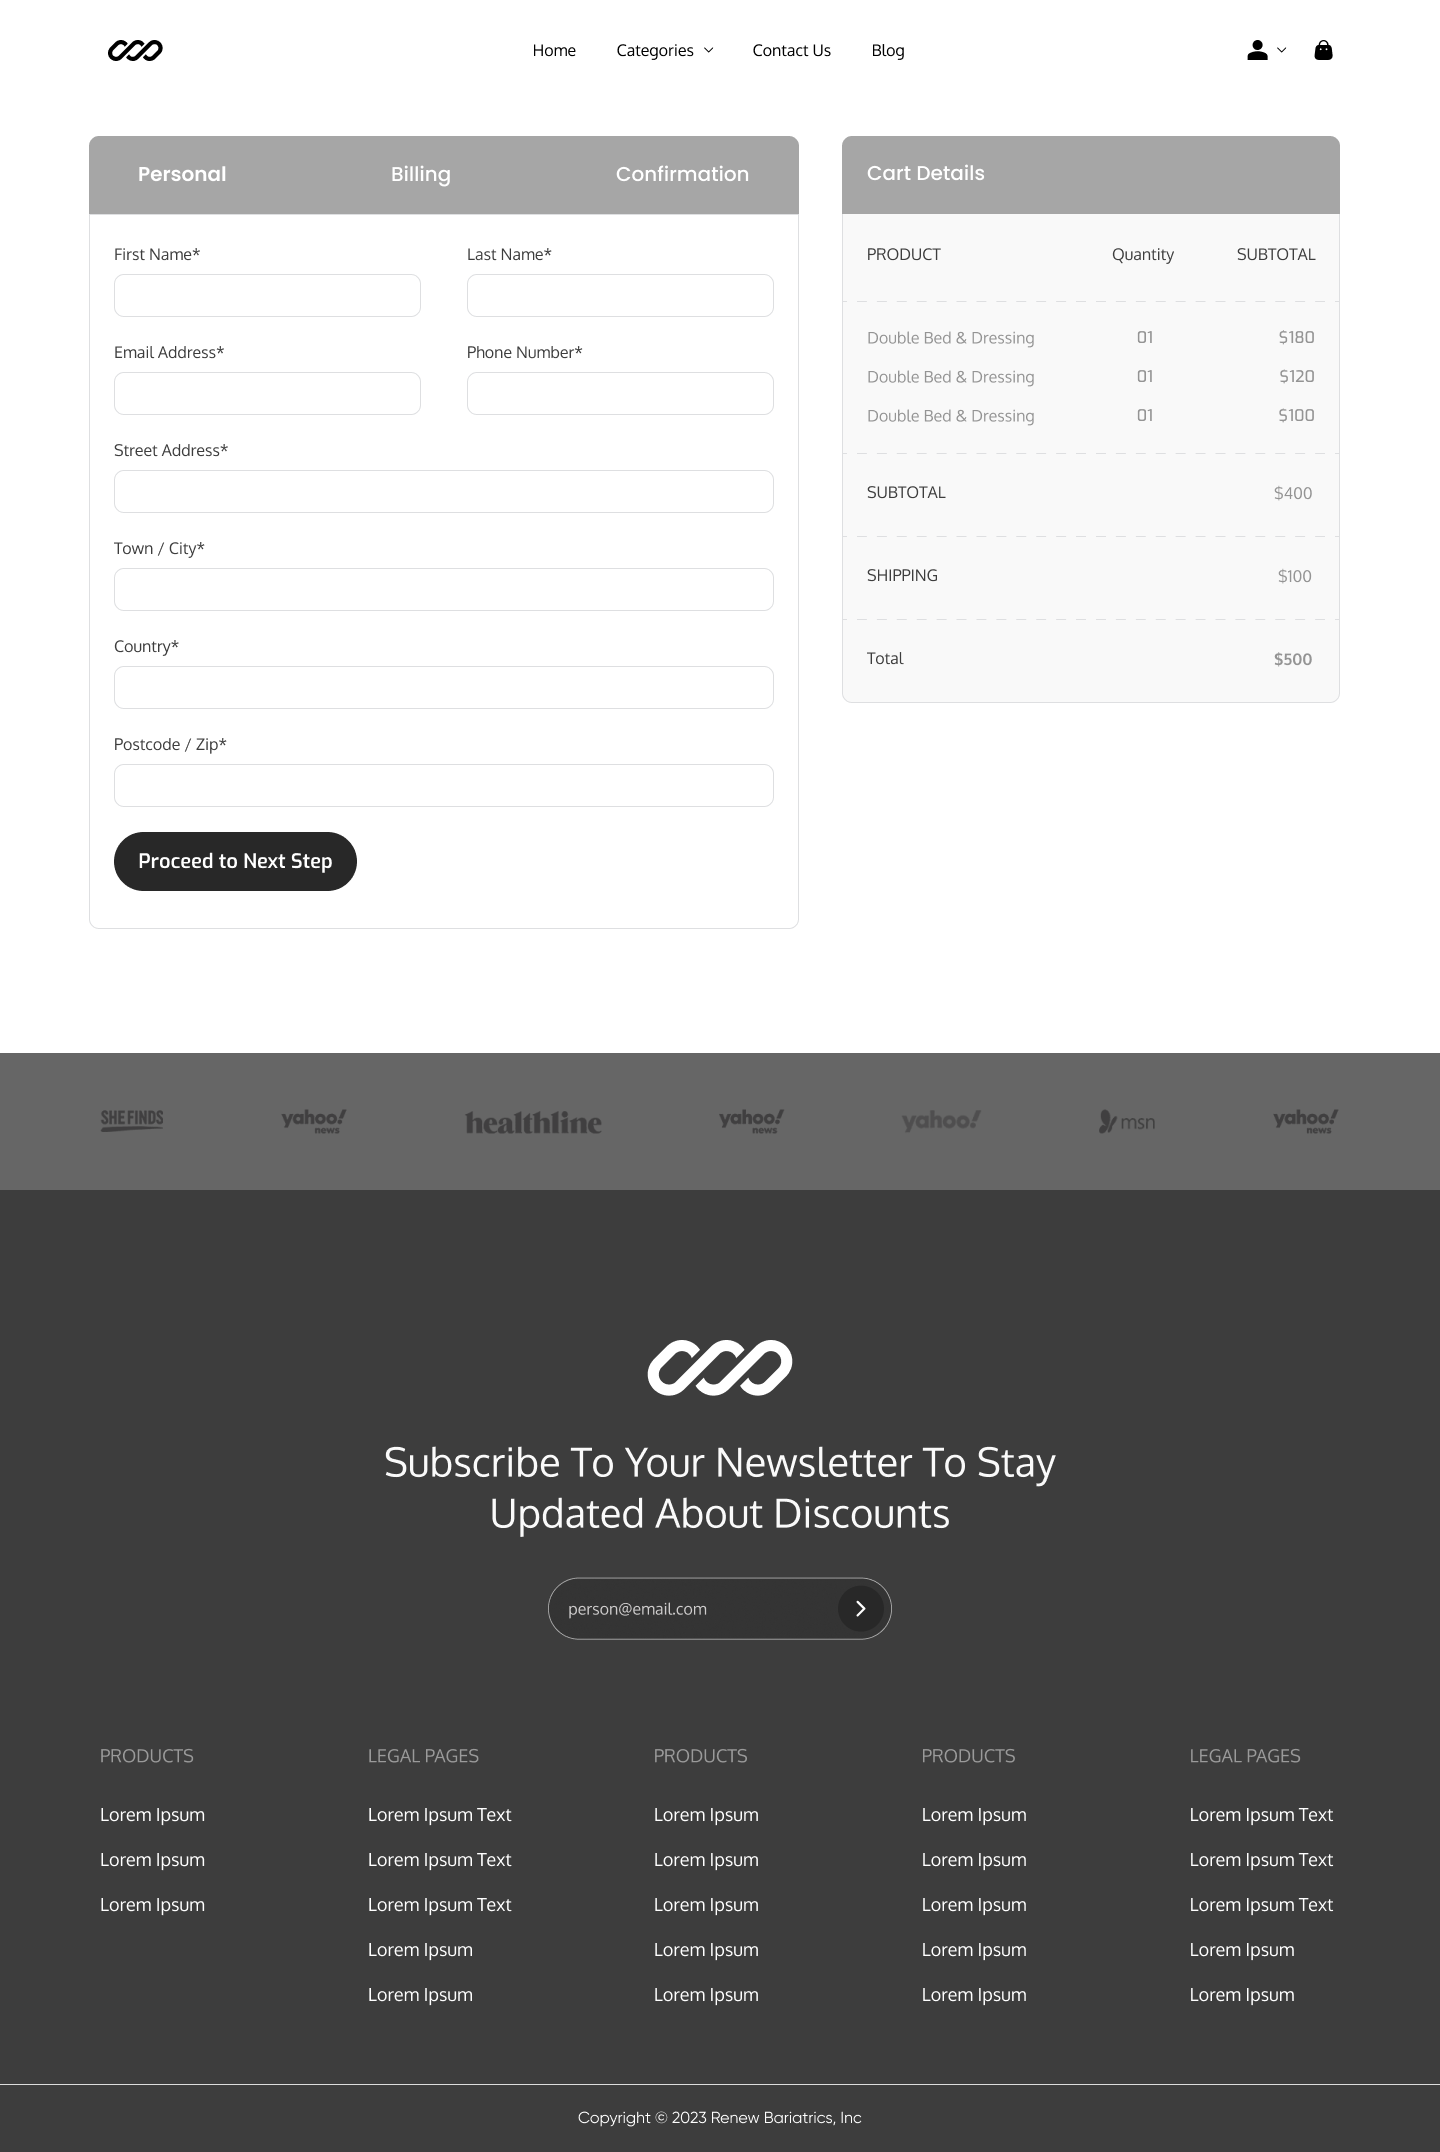 Home Categories Contact Us Blog
Personal Billing Confirmation
First Name* Last Name*
Email Address* Phone Number*
Street Address*
Town / City*
Country*
Postcode / Zip*
Proceed to Next Step
Cart Details
PRODUCT Quantity SUBTOTAL
Double Bed & Dressing 01 $180
Double Bed & Dressing 01 $120
Double Bed & Dressing 01 $100
SUBTOTAL $400
SHIPPING $100
Total $500
SHE FINDS yahoo! news healthline yahoo! news yahoo! msn yahoo! news
Subscribe To Your Newsletter To Stay
Updated About Discounts
person@email.com
PRODUCTS
Lorem Ipsum
Lorem Ipsum
Lorem Ipsum
LEGAL PAGES
Lorem Ipsum Text
Lorem Ipsum Text
Lorem Ipsum Text
Lorem Ipsum
Lorem Ipsum
PRODUCTS
Lorem Ipsum
Lorem Ipsum
Lorem Ipsum
Lorem Ipsum
Lorem Ipsum
PRODUCTS
Lorem Ipsum
Lorem Ipsum
Lorem Ipsum
Lorem Ipsum
Lorem Ipsum
LEGAL PAGES
Lorem Ipsum Text
Lorem Ipsum Text
Lorem Ipsum Text
Lorem Ipsum
Lorem Ipsum
Copyright © 2023 Renew Bariatrics, Inc